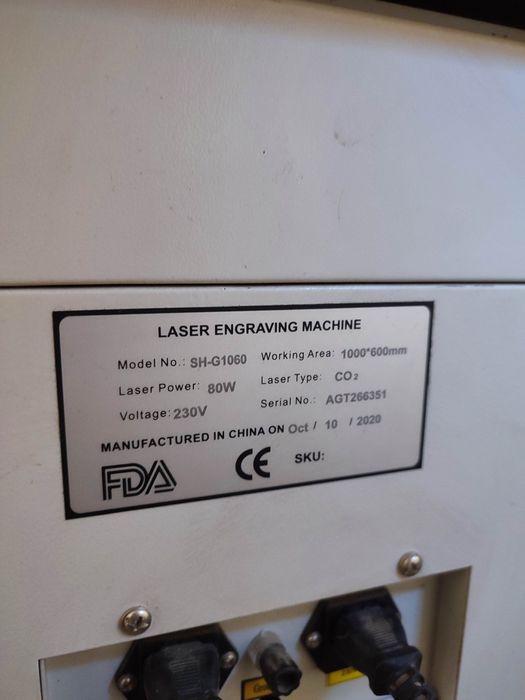 LASER ENGRAVING MACHINE
Model No.: SH-G1060 Working Area: 1000*600mm
Laser Power: 80W Laser Type: CO₂
Voltage: 230V Serial No.: AGT266351
MANUFACTURED IN CHINA ON Oct / 10 / 2020
FDA CE SKU: